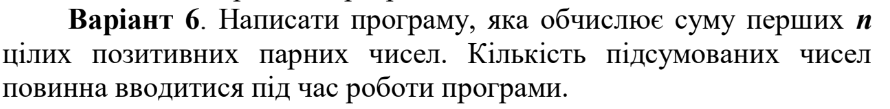 Варіант 6. Написати програму, яка обчислює суму перших n
цілих позитивних парних чисел. Кількість підсумованих чисел
повинна вводитися під час роботи програми.